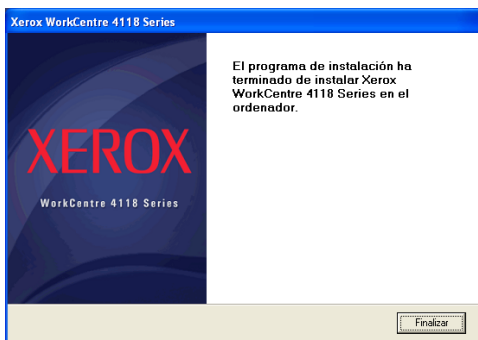 Xerox WorkCentre 4118 Series
El programa de instalación ha
terminado de instalar Xerox
WorkCentre 4118 Series en el
ordenador.
XEROX
WorkCentre 4118 Series
Finalizar